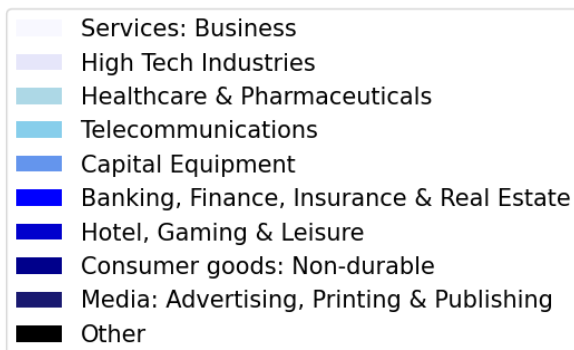 Services: Business
High Tech Industries
Healthcare & Pharmaceuticals
Telecommunications
Capital Equipment
Banking, Finance, Insurance & Real Estate
Hotel, Gaming & Leisure
Consumer goods: Non-durable
Media: Advertising, Printing & Publishing
Other